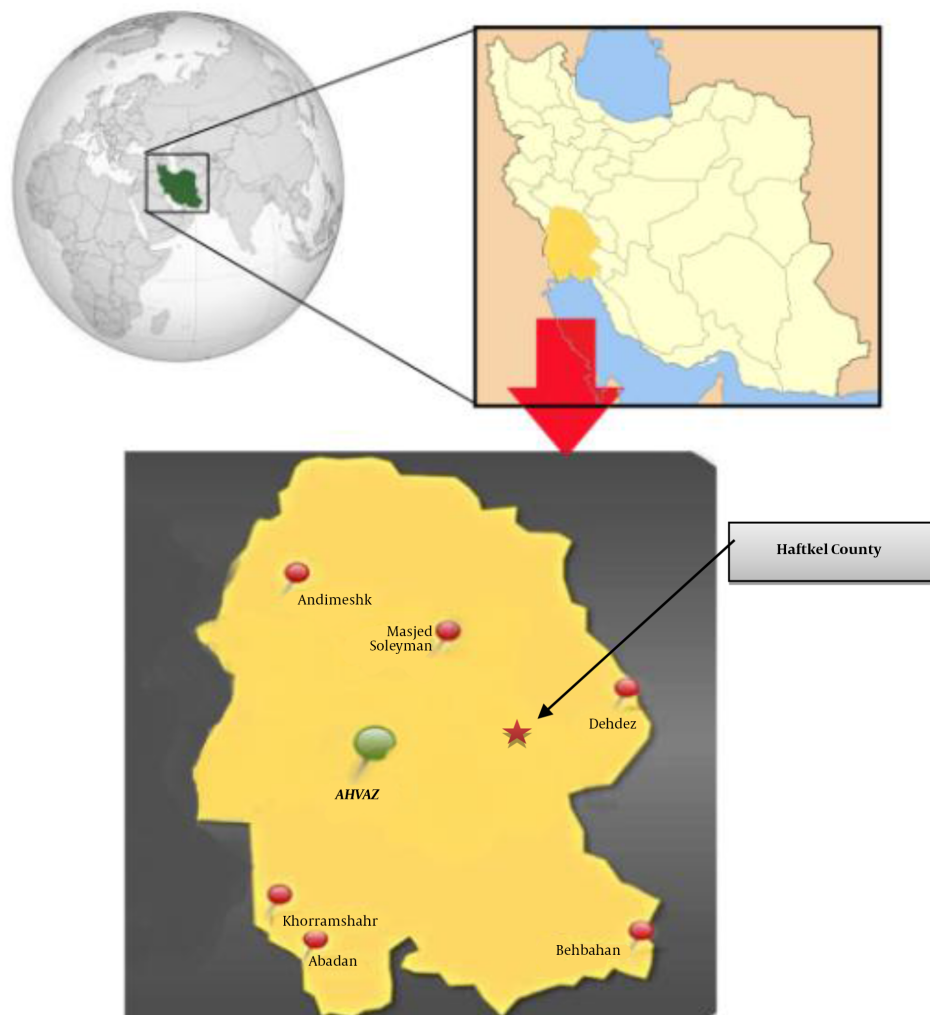 Haftkel County
Andimeshk
Masjed
Soleyman
Dehdez
AHVAZ
Khorramshahr
Abadan
Behbahan